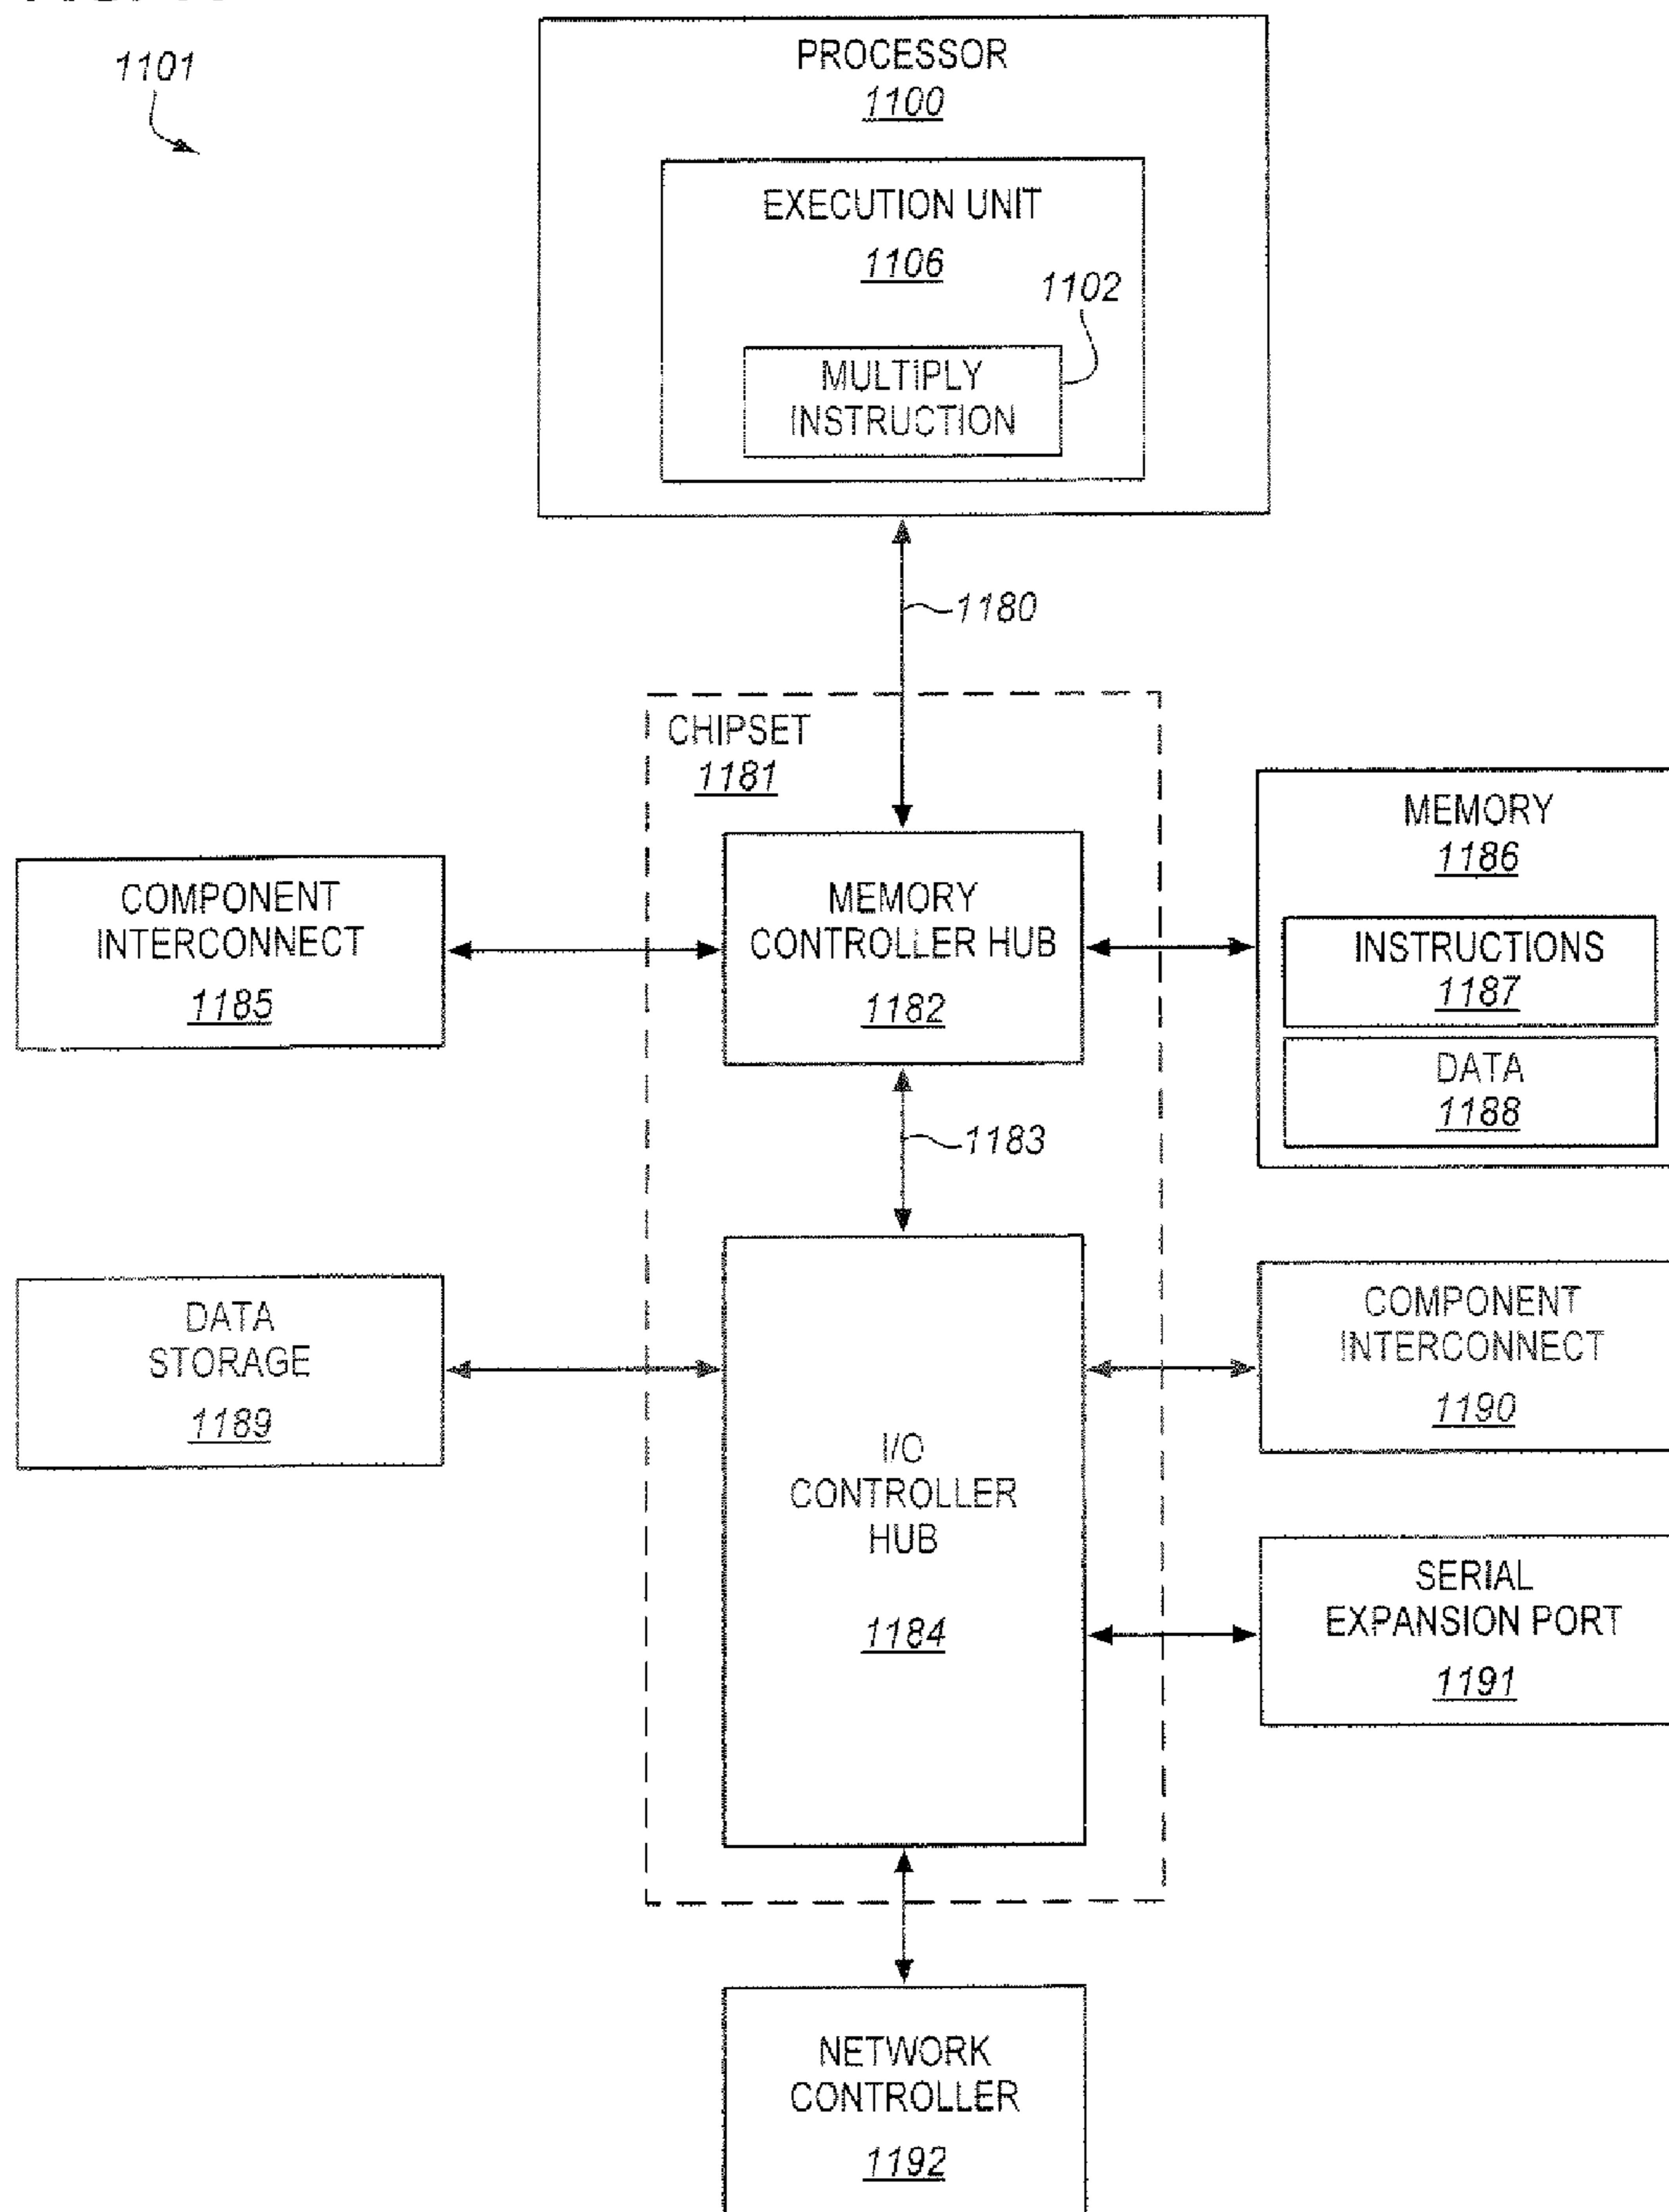 1101
PROCESSOR
1100
EXECUTION UNIT
1106
1102
MULTIPLY
INSTRUCTION
1180
CHIPSET
1181
MEMORY
1186
COMPONENT
INTERCONNECT
1185
MEMORY
CONTROLLER HUB
1182
INSTRUCTIONS
1187
DATA
1188
1183
DATA
STORAGE
1189
COMPONENT
INTERCONNECT
1190
I/O
CONTROLLER
HUB
1184
SERIAL
EXPANSION PORT
1191
NETWORK
CONTROLLER
1192